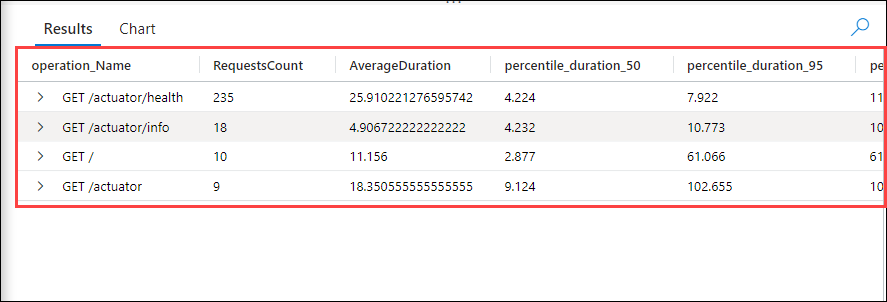 Results Chart
operation_Name RequestsCount AverageDuration percentile_duration_50 percentile_duration_95 pe
GET /actuator/health 235 25.910221276595742 4.224 7.922 11
GET /actuator/info 18 4.906722222222222 4.232 10.773 10
GET / 10 11.156 2.877 61.066 61
GET /actuator 9 18.350555555555555 9.124 102.655 10